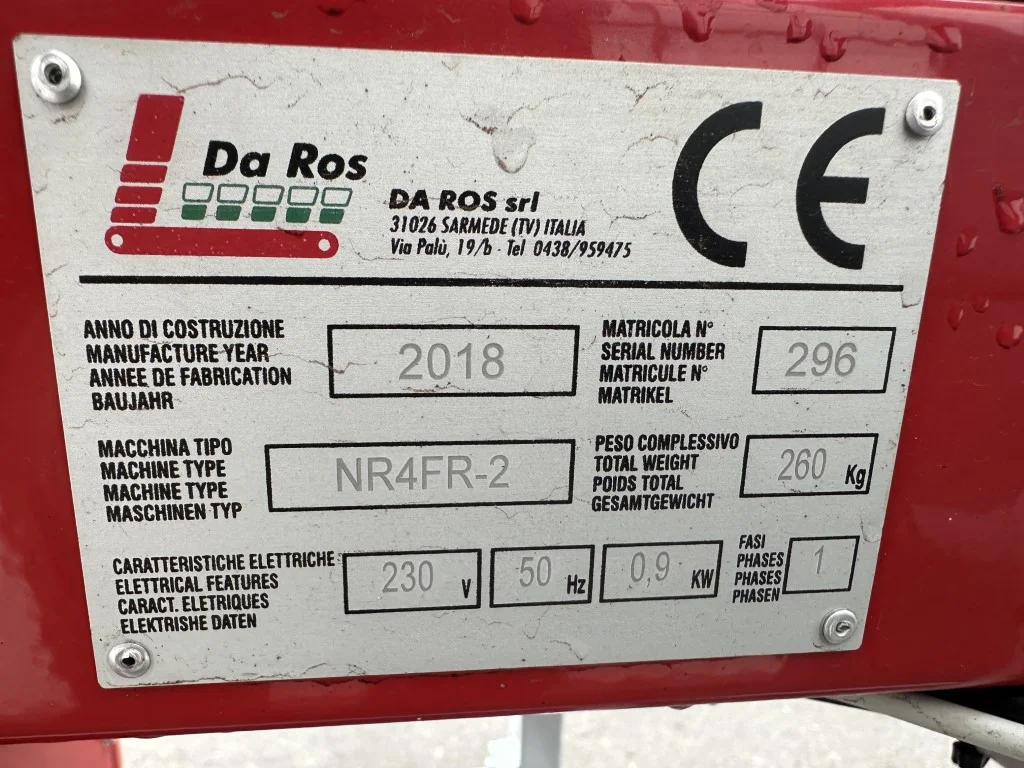 Da Ros
DA ROS srl
31026 SARMEDE (TV) ITALIA
Via Palù, 19/b - Tel 0438/959475
CE
ANNO DI COSTRUZIONE
MANUFACTURE YEAR
ANNEE DE FABRICATION
BAUJAHR
2018
MATRICOLA N°
SERIAL NUMBER
MATRICULE N°
MATRIKEL
296
MACCHINA TIPO
MACHINE TYPE
MACHINE TYPE
MASCHINEN TYP
NR4FR-2
PESO COMPLESSIVO
TOTAL WEIGHT
POIDS TOTAL
GESAMTGEWICHT
260 Kg
CARATTERISTICHE ELETTRICHE
ELETTRICAL FEATURES
CARACT. ELETRIQUES
ELEKTRISHE DATEN
230 V
50 Hz
0,9 KW
FASI
PHASES
PHASES
PHASEN
1